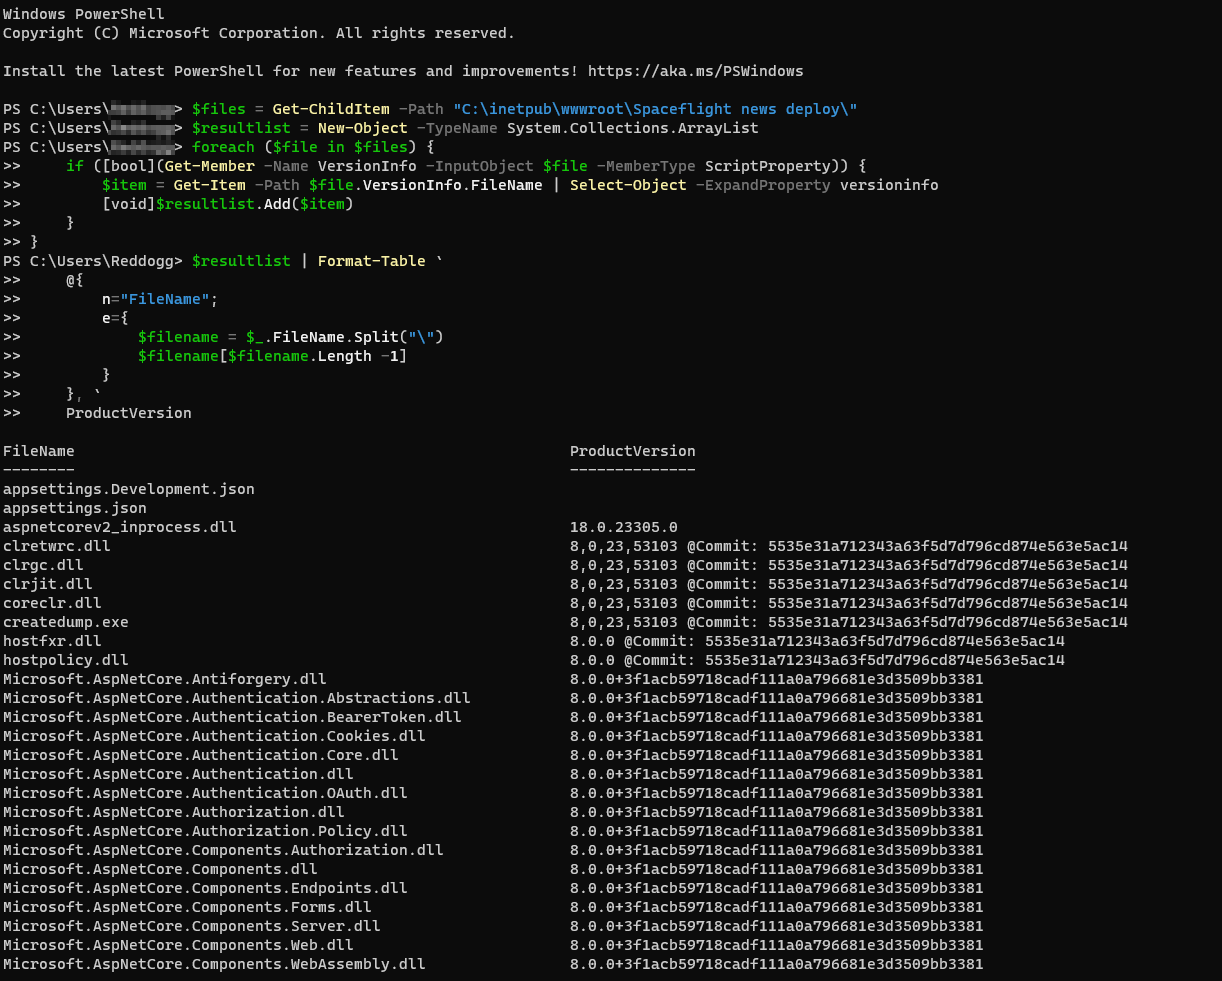 Windows PowerShell
Copyright (C) Microsoft Corporation. All rights reserved.
Install the latest PowerShell for new features and improvements! https://aka.ms/PSWindows
PS C:\Users\> $files = Get-ChildItem -Path "C:\inetpub\wwwroot\Spaceflight news deploy\"
PS C:\Users\> $resultlist = New-Object -TypeName System.Collections.ArrayList
PS C:\Users\> foreach ($file in $files) {
>>     if ([bool](Get-Member -Name VersionInfo -InputObject $file -MemberType ScriptProperty)) {
>>         $item = Get-Item -Path $file.VersionInfo.FileName | Select-Object -ExpandProperty versioninfo
>>         [void]$resultlist.Add($item)
>>     }
>> }
PS C:\Users\Reddogg> $resultlist | Format-Table `
>>     @{
>>         n="FileName";
>>         e={
>>             $filename = $_.FileName.Split("\")
>>             $filename[$filename.Length -1]
>>         }
>>     }, `
>>     ProductVersion
FileName                                                       ProductVersion
--------                                                       --------------
appsettings.Development.json
appsettings.json
aspnetcorev2_inprocess.dll                                     18.0.23305.0
clretwrc.dll                                                   8,0,23,53103 @Commit: 5535e31a712343a63f5d7d796cd874e563e5ac14
clrgc.dll                                                      8,0,23,53103 @Commit: 5535e31a712343a63f5d7d796cd874e563e5ac14
clrjit.dll                                                     8,0,23,53103 @Commit: 5535e31a712343a63f5d7d796cd874e563e5ac14
coreclr.dll                                                    8,0,23,53103 @Commit: 5535e31a712343a63f5d7d796cd874e563e5ac14
createdump.exe                                                 8,0,23,53103 @Commit: 5535e31a712343a63f5d7d796cd874e563e5ac14
hostfxr.dll                                                    8.0.0 @Commit: 5535e31a712343a63f5d7d796cd874e563e5ac14
hostpolicy.dll                                                 8.0.0 @Commit: 5535e31a712343a63f5d7d796cd874e563e5ac14
Microsoft.AspNetCore.Antiforgery.dll                           8.0.0+3f1acb59718cadf111a0a796681e3d3509bb3381
Microsoft.AspNetCore.Authentication.Abstractions.dll           8.0.0+3f1acb59718cadf111a0a796681e3d3509bb3381
Microsoft.AspNetCore.Authentication.BearerToken.dll            8.0.0+3f1acb59718cadf111a0a796681e3d3509bb3381
Microsoft.AspNetCore.Authentication.Cookies.dll                8.0.0+3f1acb59718cadf111a0a796681e3d3509bb3381
Microsoft.AspNetCore.Authentication.Core.dll                   8.0.0+3f1acb59718cadf111a0a796681e3d3509bb3381
Microsoft.AspNetCore.Authentication.dll                        8.0.0+3f1acb59718cadf111a0a796681e3d3509bb3381
Microsoft.AspNetCore.Authentication.OAuth.dll                  8.0.0+3f1acb59718cadf111a0a796681e3d3509bb3381
Microsoft.AspNetCore.Authorization.dll                         8.0.0+3f1acb59718cadf111a0a796681e3d3509bb3381
Microsoft.AspNetCore.Authorization.Policy.dll                  8.0.0+3f1acb59718cadf111a0a796681e3d3509bb3381
Microsoft.AspNetCore.Components.Authorization.dll              8.0.0+3f1acb59718cadf111a0a796681e3d3509bb3381
Microsoft.AspNetCore.Components.dll                            8.0.0+3f1acb59718cadf111a0a796681e3d3509bb3381
Microsoft.AspNetCore.Components.Endpoints.dll                  8.0.0+3f1acb59718cadf111a0a796681e3d3509bb3381
Microsoft.AspNetCore.Components.Forms.dll                      8.0.0+3f1acb59718cadf111a0a796681e3d3509bb3381
Microsoft.AspNetCore.Components.Server.dll                     8.0.0+3f1acb59718cadf111a0a796681e3d3509bb3381
Microsoft.AspNetCore.Components.Web.dll                        8.0.0+3f1acb59718cadf111a0a796681e3d3509bb3381
Microsoft.AspNetCore.Components.WebAssembly.dll                8.0.0+3f1acb59718cadf111a0a796681e3d3509bb3381